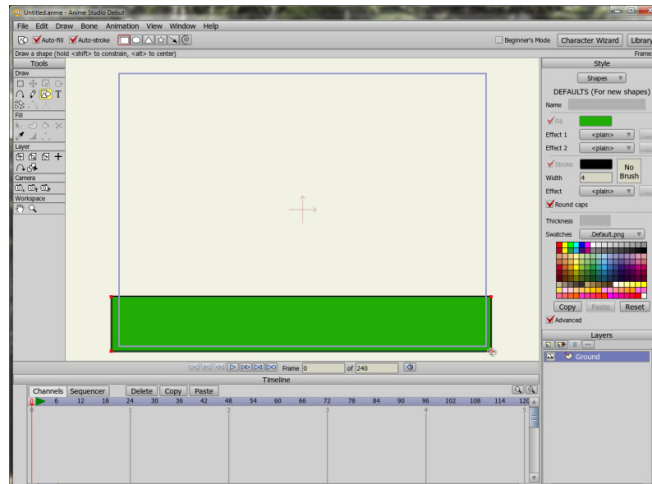 Untitled.anme - Anime Studio Debut
File Edit Draw Bone Animation View Window Help
Auto-fill Auto-stroke Beginner's Mode Character Wizard Library
Draw a shape (hold <shift> to constrain, <alt> to center) Frame
Tools
Draw
T
Fill
Layer
Camera
Workspace
Style
Shapes
DEFAULTS (For new shapes)
Name
Fill
Effect 1 <plain>
Effect 2 <plain>
Stroke
No Brush
Width 4
Effect <plain>
Round caps
Thickness
Swatches .Default.png
Copy Paste Reset
Advanced
Layers
Ground
Frame 0 of 240
Timeline
Channels Sequencer Delete Copy Paste
0 6 12 18 24 30 36 42 48 54 60 66 72 78 84 90 96 102 108 114 120
0 1 2 3 4 5